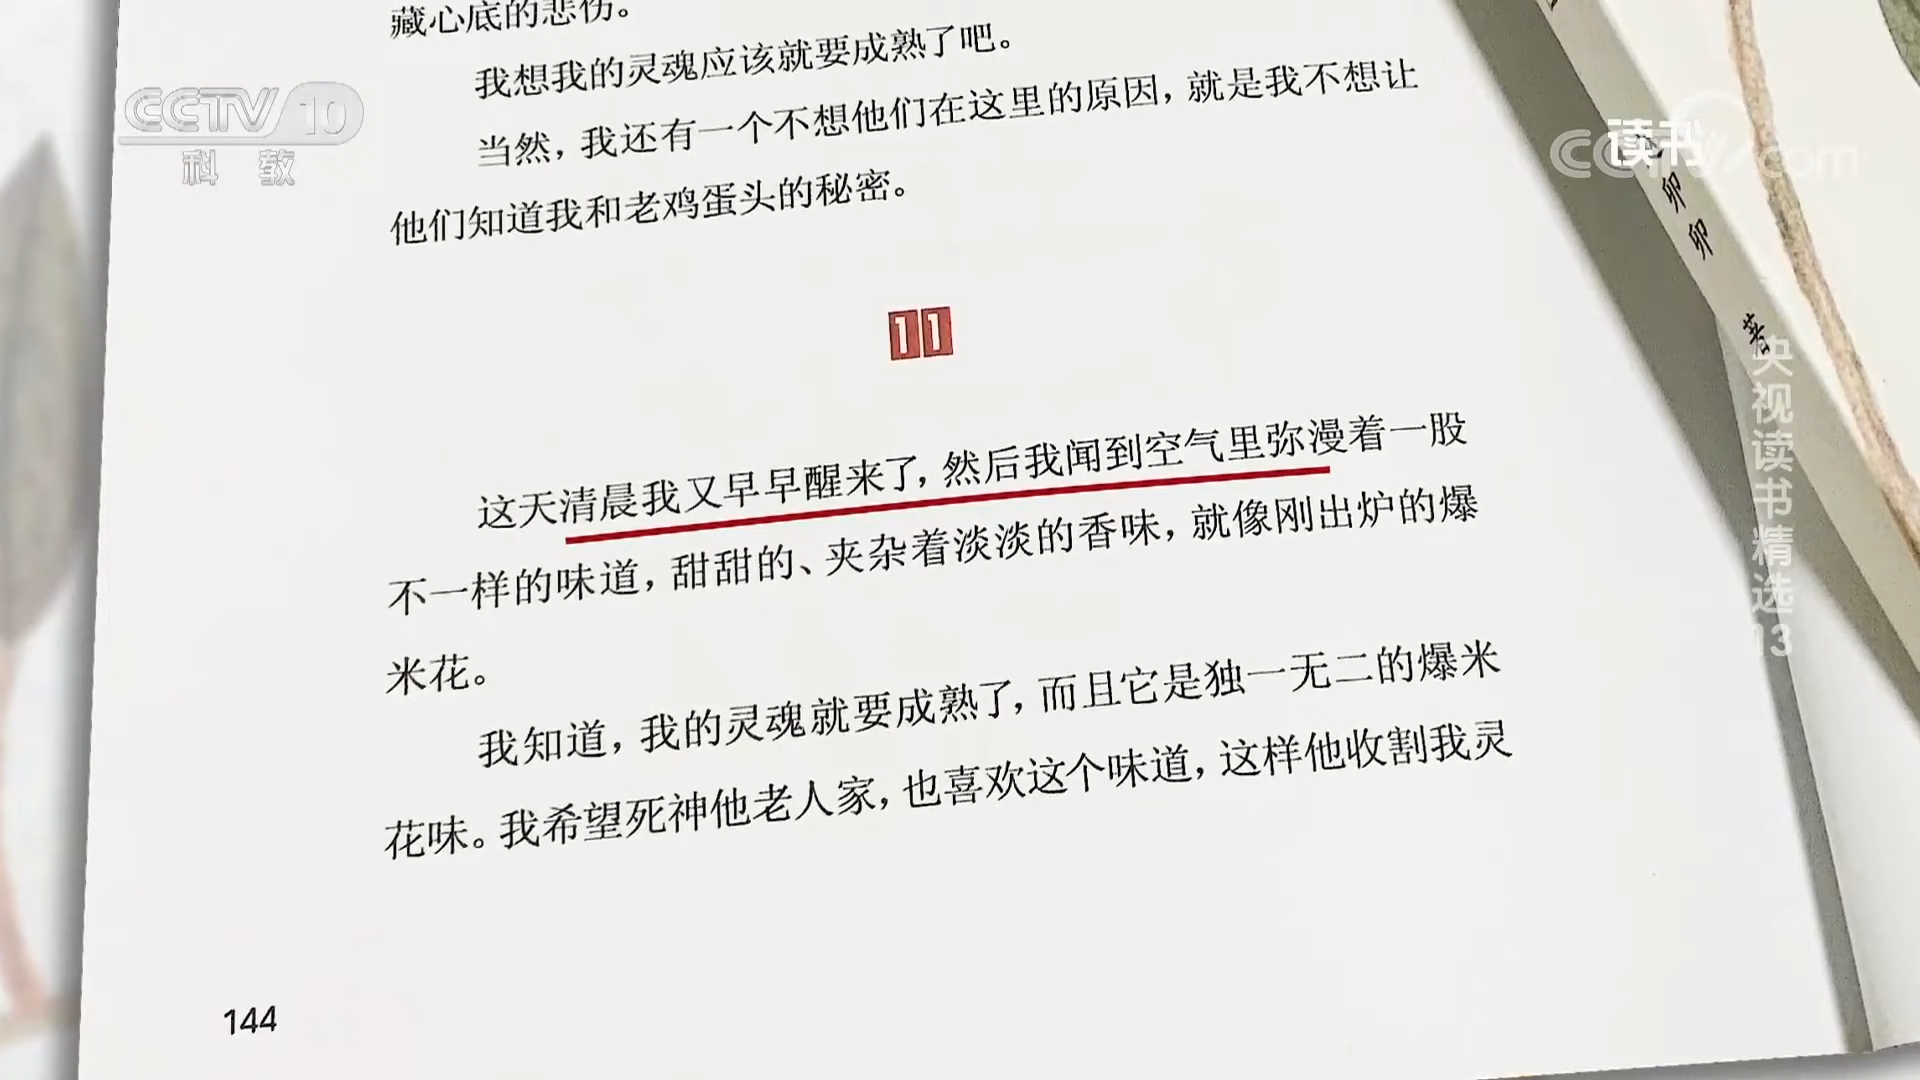 藏心底的悲伤。
我想我的灵魂应该就要成熟了吧。
当然，我还有一个不想他们在这里的原因，就是我不想让
他们知道我和老鸡蛋头的秘密。
11
这天清晨我又早早醒来了，然后我闻到空气里弥漫着一股
不一样的味道，甜甜的、夹杂着淡淡的香味，就像刚出炉的爆
米花。
我知道，我的灵魂就要成熟了，而且它是独一无二的爆米
花味。我希望死神他老人家，也喜欢这个味道，这样他收割我灵
144
CCTV 10
科教
读书
CCTV.com
卯卯 著
央视读书精选13